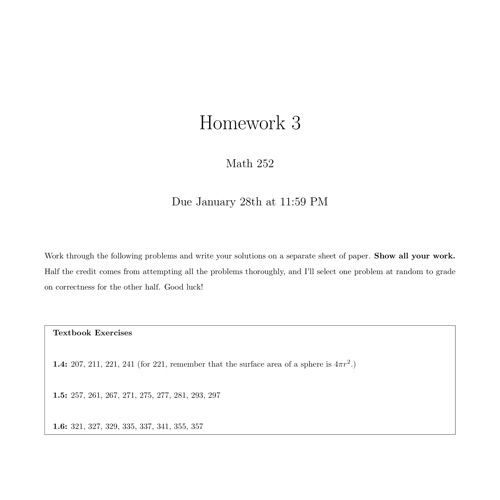 Homework 3
Math 252
Due January 28th at 11:59 PM
Work through the following problems and write your solutions on a separate sheet of paper. Show all your work.
Half the credit comes from attempting all the problems thoroughly, and I'll select one problem at random to grade
on correctness for the other half. Good luck!
Textbook Exercises
1.4: 207, 211, 221, 241 (for 221, remember that the surface area of a sphere is 4πr².)
1.5: 257, 261, 267, 271, 275, 277, 281, 293, 297
1.6: 321, 327, 329, 335, 337, 341, 355, 357